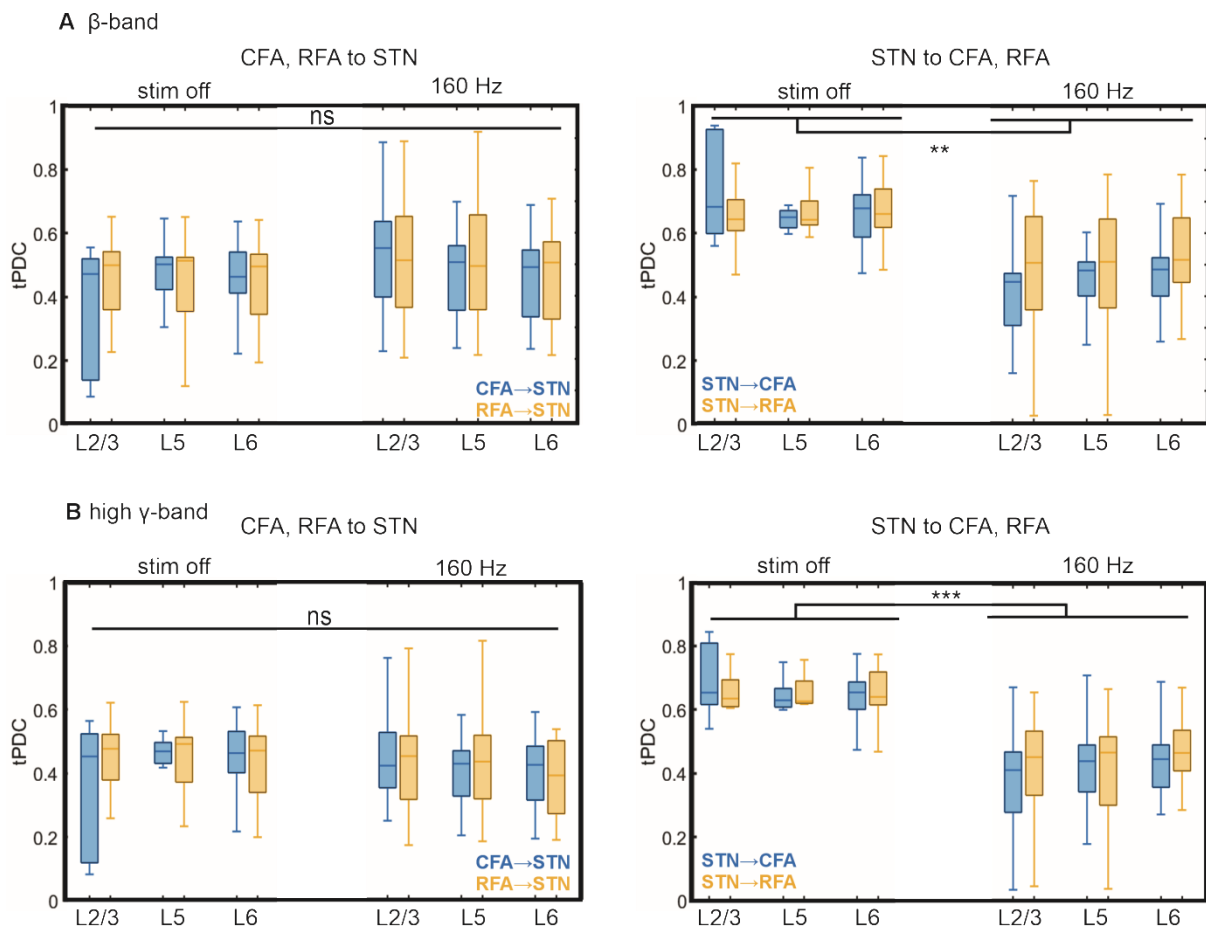 A β-band
CFA, RFA to STN
stim off
160 Hz
ns
1
0.8
0.6
0.4
0.2
0
tPDC
CFA→STN
RFA→STN
L2/3 L5 L6 L2/3 L5 L6
STN to CFA, RFA
stim off
160 Hz
**
1
0.8
0.6
0.4
0.2
0
tPDC
STN→CFA
STN→RFA
L2/3 L5 L6 L2/3 L5 L6
B high γ-band
CFA, RFA to STN
stim off
160 Hz
ns
1
0.8
0.6
0.4
0.2
0
tPDC
CFA→STN
RFA→STN
L2/3 L5 L6 L2/3 L5 L6
STN to CFA, RFA
stim off
160 Hz
***
1
0.8
0.6
0.4
0.2
0
tPDC
STN→CFA
STN→RFA
L2/3 L5 L6 L2/3 L5 L6